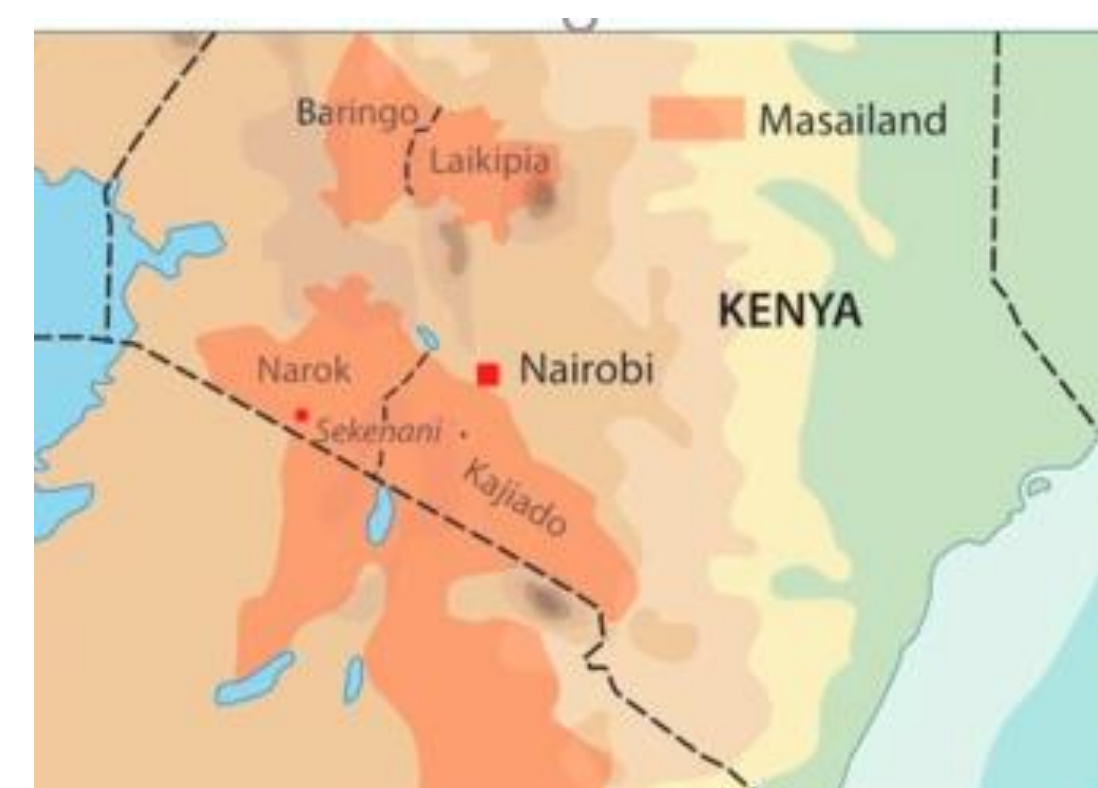 Baringo
Masailand
Laikipia
KENYA
Narok
Nairobi
Sekenani
Kajiado